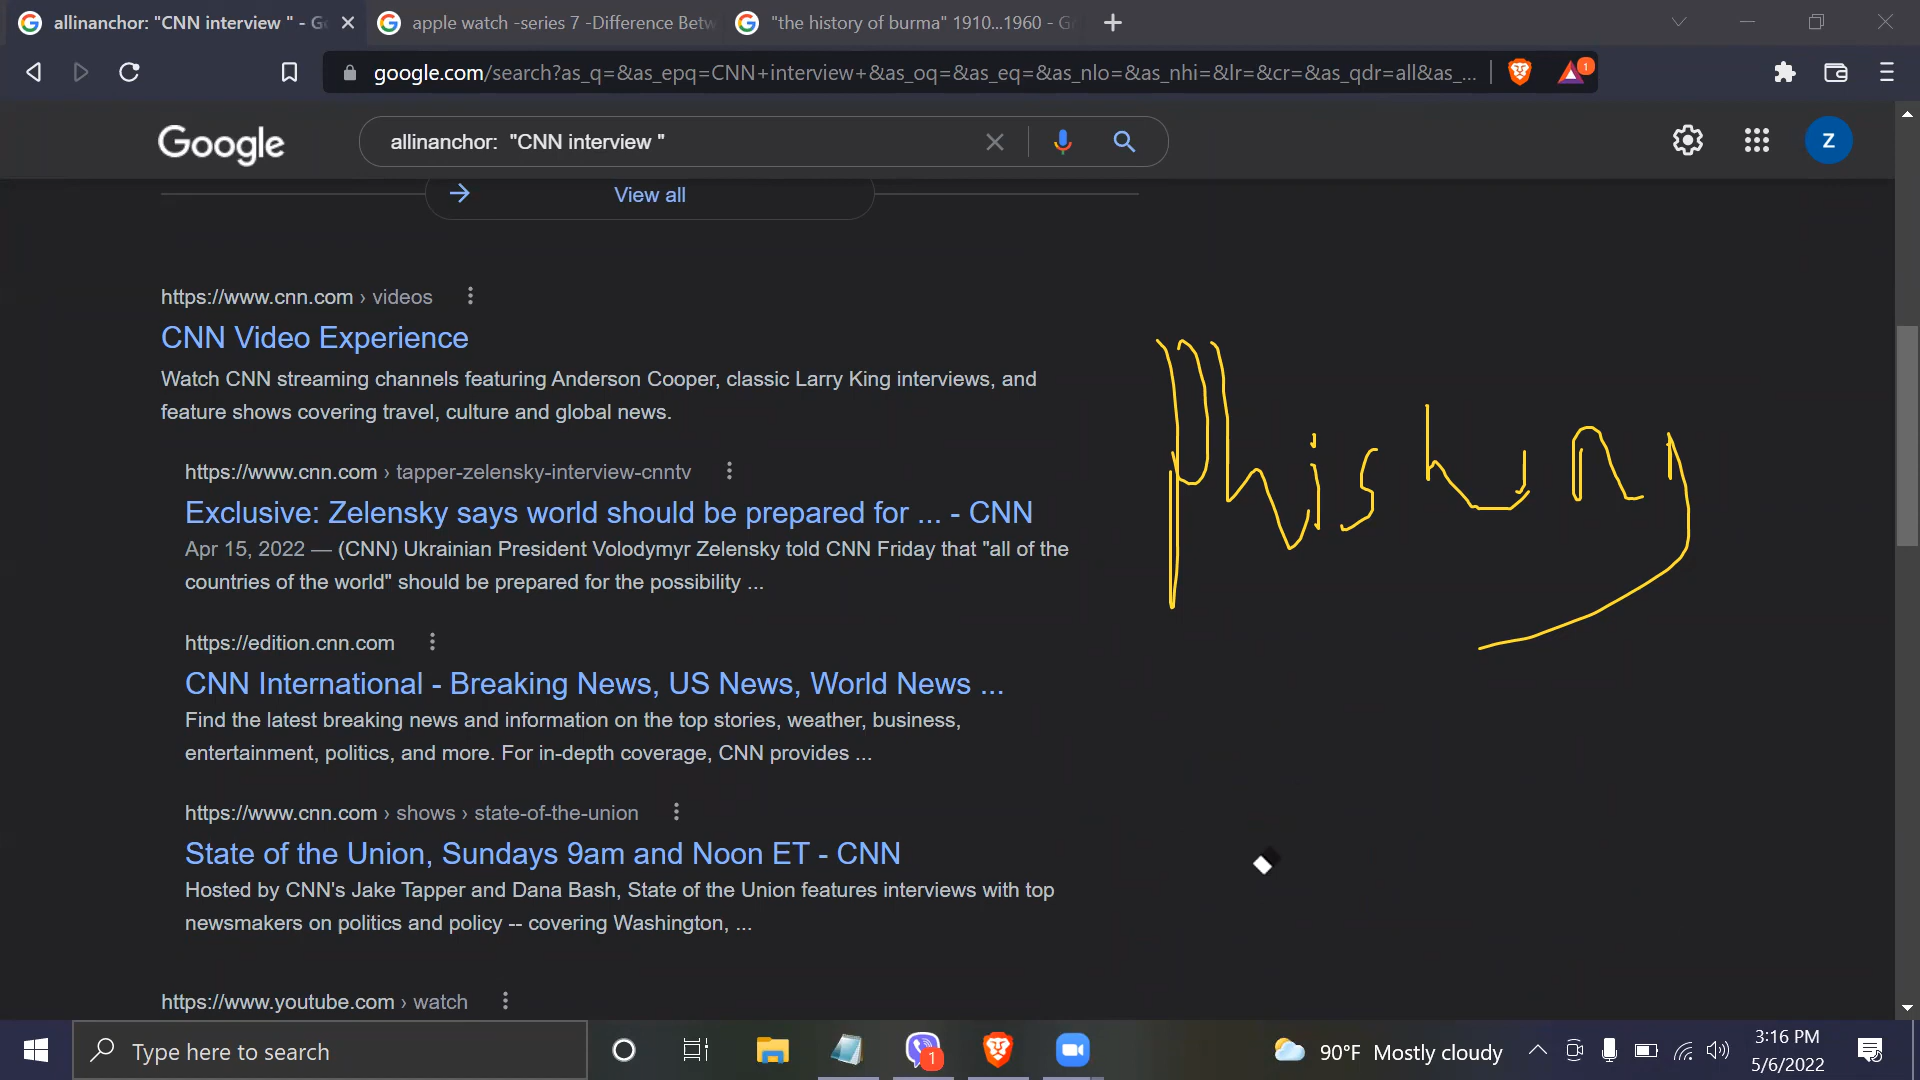 allinanchor: "CNN interview " - Go
apple watch -series 7 -Difference Betw
"the history of burma" 1910...1960 - G
google.com/search?as_q=&as_epq=CNN+interview+&as_oq=&as_eq=&as_nlo=&as_nhi=&lr=&cr=&as_qdr=all&as_...
1
Google
allinanchor: "CNN interview "
Z
View all
https://www.cnn.com › videos
CNN Video Experience
Watch CNN streaming channels featuring Anderson Cooper, classic Larry King interviews, and
feature shows covering travel, culture and global news.
Phishing
https://www.cnn.com › tapper-zelensky-interview-cnntv
Exclusive: Zelensky says world should be prepared for ... - CNN
Apr 15, 2022 — (CNN) Ukrainian President Volodymyr Zelensky told CNN Friday that "all of the
countries of the world" should be prepared for the possibility ...
https://edition.cnn.com
CNN International - Breaking News, US News, World News ...
Find the latest breaking news and information on the top stories, weather, business,
entertainment, politics, and more. For in-depth coverage, CNN provides ...
https://www.cnn.com › shows › state-of-the-union
State of the Union, Sundays 9am and Noon ET - CNN
Hosted by CNN's Jake Tapper and Dana Bash, State of the Union features interviews with top
newsmakers on politics and policy -- covering Washington, ...
https://www.youtube.com › watch
Type here to search
1
90°F Mostly cloudy
3:16 PM
5/6/2022